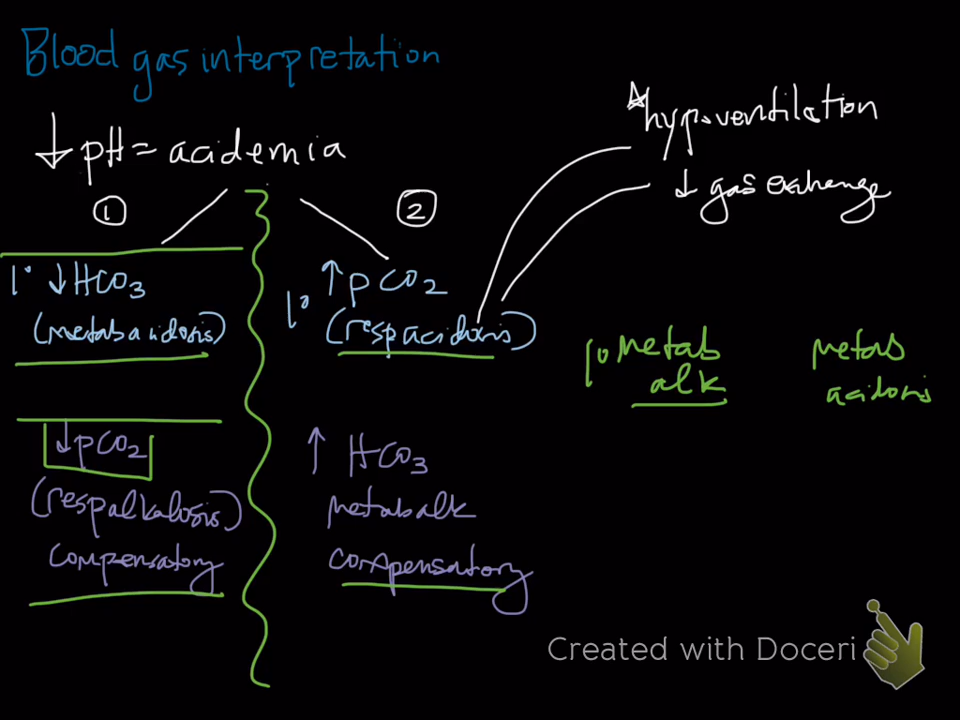 Blood gas interpretation
↓ pH = acidemia
hypoventilation
↓ gas exchange
① ②
1° ↓ HCO3
(metab acidosis)
1° ↑ pCO2
(resp acidosis)
1° metab
alk
metab
acidosis
↓ pCO2
(resp alkalosis)
compensatory
↑ HCO3
metab alk
compensatory
Created with Doceri